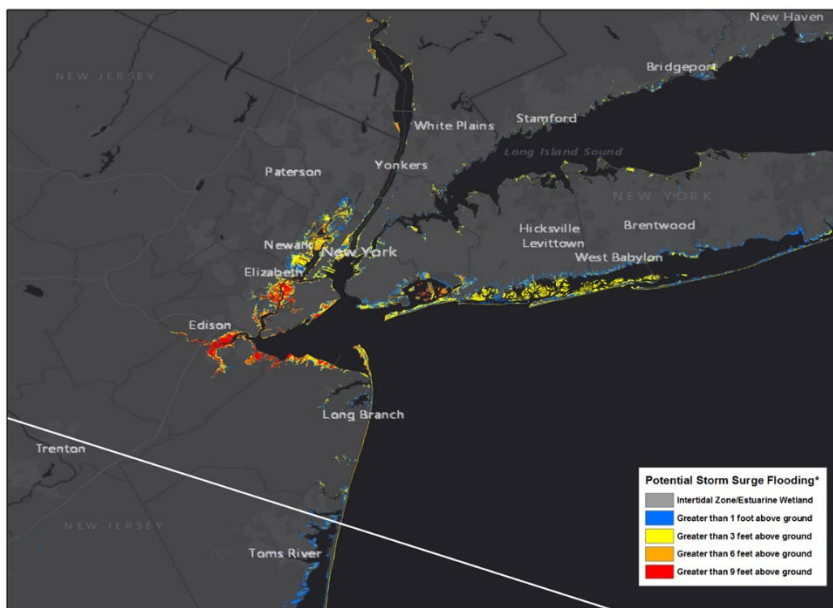 New Haven
NEW JERSEY
Bridgeport
White Plains
Stamford
Long Island Sound
Yonkers
Paterson
NEW YORK
Hicksville
Brentwood
Newark
New York
Levittown
West Babylon
Elizabeth
Edison
Long Branch
Trenton
NEW JERSEY
Toms River
Potential Storm Surge Flooding*
Intertidal Zone/Estuarine Wetland
Greater than 1 foot above ground
Greater than 3 feet above ground
Greater than 6 feet above ground
Greater than 9 feet above ground